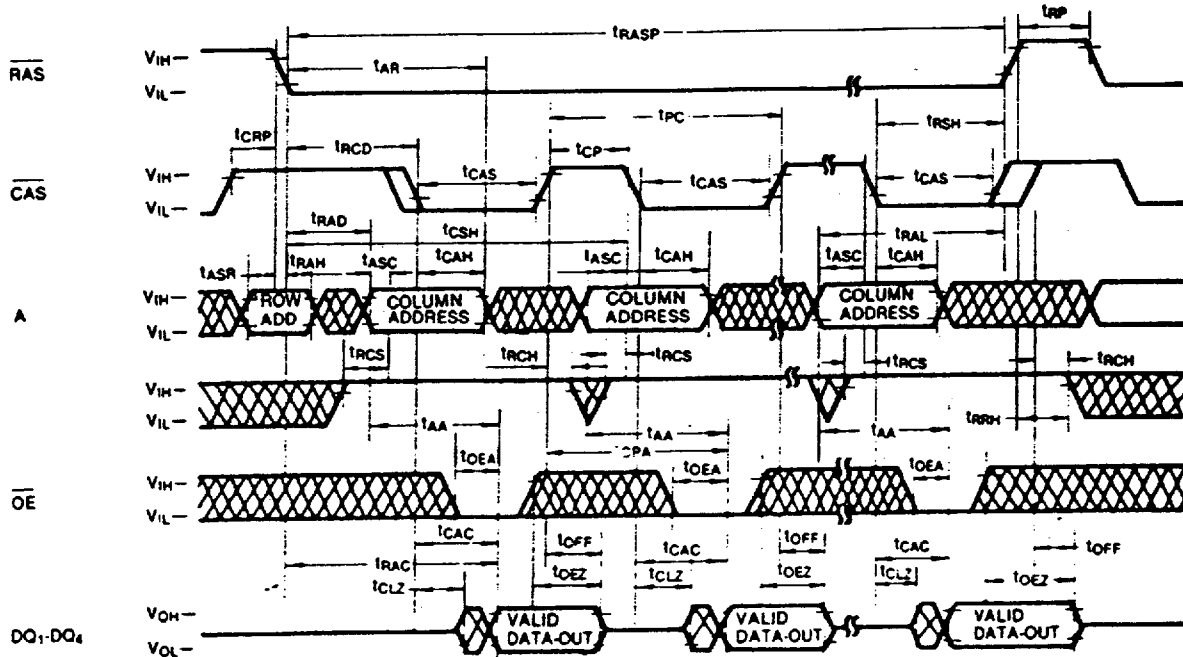 tRASP
tRP
RAS
VIH
VIL
tAR
tCRP
tRCD
tPC
tCP
tRSH
CAS
VIH
VIL
tCAS
tCAS
tCAS
tRAD
tCSH
tRAL
tASR
tRAH
tASC
tCAH
tASC
tCAH
tASC
tCAH
A
VIH
VIL
ROW ADD
COLUMN ADDRESS
COLUMN ADDRESS
COLUMN ADDRESS
tRCS
tRCH
tRCS
tRCS
tRCH
VIH
VIL
tAA
tAA
tAA
tRRH
CPA
tOEA
tOEA
tOEA
OE
VIH
VIL
tCAC
tOFF
tCAC
tOFF
tCAC
tOFF
tRAC
tCLZ
tOEZ
tCLZ
tOEZ
tCLZ
tOEZ
DQ1-DQ4
VOH
VOL
VALID DATA-OUT
VALID DATA-OUT
VALID DATA-OUT